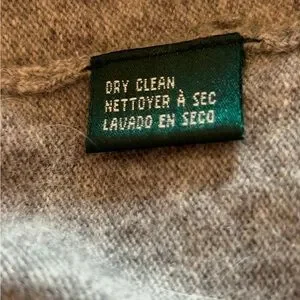 DRY CLEAN
NETTOYER À SEC
LAVADO EN SECO